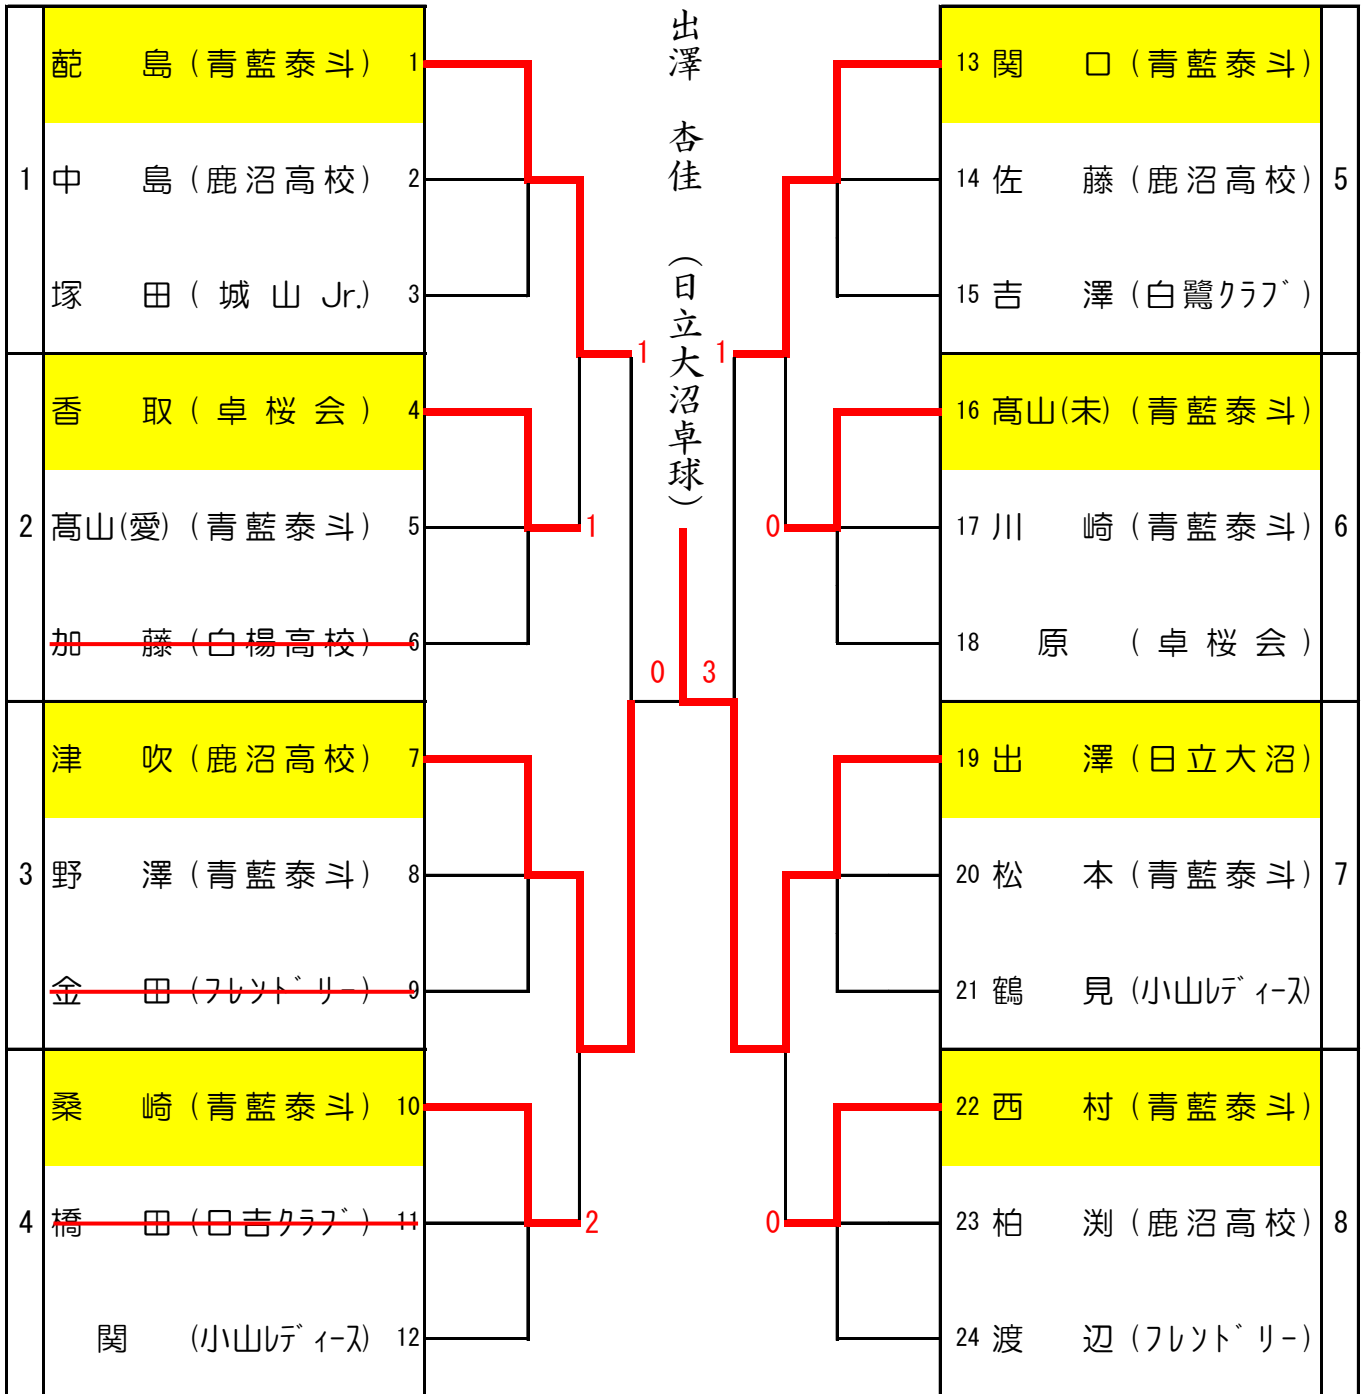 1
蓜 島 (青藍泰斗) 1
中 島 (鹿沼高校) 2
塚 田 ( 城 山 Jr.) 3
2
香 取 ( 卓 桜 会 ) 4
髙山(愛) (青藍泰斗) 5
加 藤 (白楊高校) 6
3
津 吹 (鹿沼高校) 7
野 澤 (青藍泰斗) 8
金 田 (フレンドリー) 9
4
桑 崎 (青藍泰斗) 10
橋 田 (日吉クラブ) 11
関 (小山レディース) 12
1
1
2
0
出澤 杏佳 (日立大沼卓球)
3
1
0
0
13 関 口 (青藍泰斗)
14 佐 藤 (鹿沼高校)
15 吉 澤 (白鷺クラブ)
5
16 髙山(未) (青藍泰斗)
17 川 崎 (青藍泰斗)
18 原 ( 卓 桜 会 )
6
19 出 澤 (日立大沼)
20 松 本 (青藍泰斗)
21 鶴 見 (小山レディース)
7
22 西 村 (青藍泰斗)
23 柏 渕 (鹿沼高校)
24 渡 辺 (フレンドリー)
8